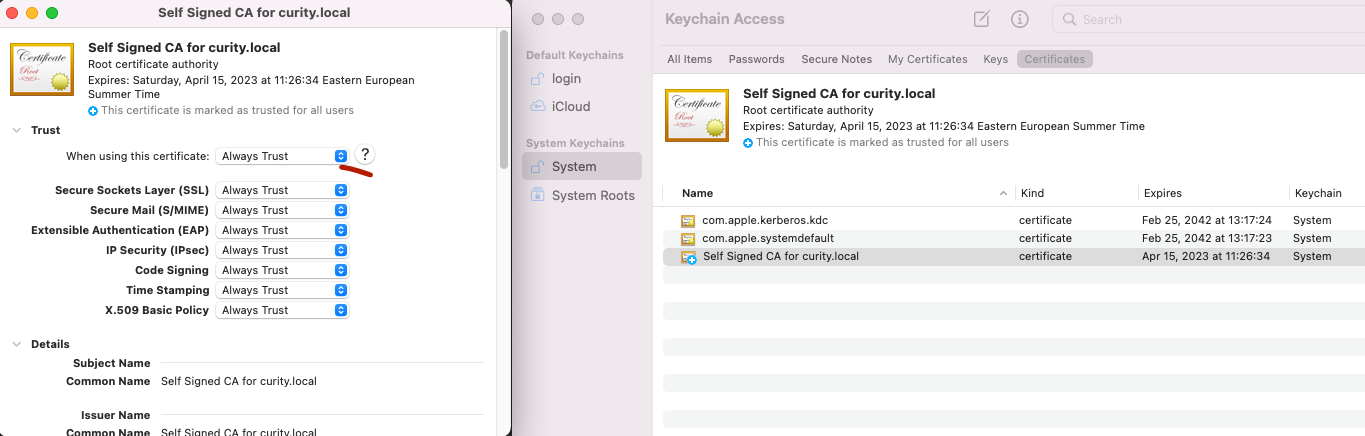 Self Signed CA for curity.local
Certificate
Root
Self Signed CA for curity.local
Root certificate authority
Expires: Saturday, April 15, 2023 at 11:26:34 Eastern European
Summer Time
This certificate is marked as trusted for all users
Trust
When using this certificate: Always Trust ?
Secure Sockets Layer (SSL) Always Trust
Secure Mail (S/MIME) Always Trust
Extensible Authentication (EAP) Always Trust
IP Security (IPsec) Always Trust
Code Signing Always Trust
Time Stamping Always Trust
X.509 Basic Policy Always Trust
Details
Subject Name
Common Name Self Signed CA for curity.local
Issuer Name
Common Name Self Signed CA for curity.local
Default Keychains
login
iCloud
System Keychains
System
System Roots
Keychain Access
Search
All Items Passwords Secure Notes My Certificates Keys Certificates
Certificate
Root
Self Signed CA for curity.local
Root certificate authority
Expires: Saturday, April 15, 2023 at 11:26:34 Eastern European Summer Time
This certificate is marked as trusted for all users
Name Kind Expires Keychain
com.apple.kerberos.kdc certificate Feb 25, 2042 at 13:17:24 System
com.apple.systemdefault certificate Feb 25, 2042 at 13:17:23 System
Self Signed CA for curity.local certificate Apr 15, 2023 at 11:26:34 System